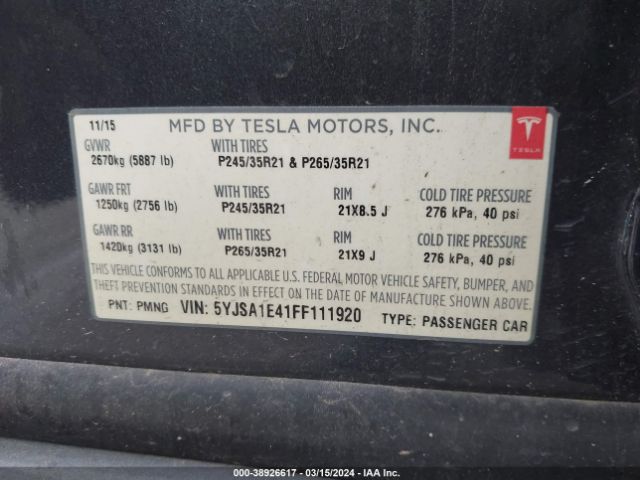 11/15 MFD BY TESLA MOTORS, INC.
TESLA
GVWR WITH TIRES
2670kg (5887 lb) P245/35R21 & P265/35R21
GAWR FRT WITH TIRES RIM COLD TIRE PRESSURE
1250kg (2756 lb) P245/35R21 21X8.5 J 276 kPa, 40 psi
GAWR RR WITH TIRES RIM COLD TIRE PRESSURE
1420kg (3131 lb) P265/35R21 21X9 J 276 kPa, 40 psi
THIS VEHICLE CONFORMS TO ALL APPLICABLE U.S. FEDERAL MOTOR VEHICLE SAFETY, BUMPER, AND
THEFT PREVENTION STANDARDS IN EFFECT ON THE DATE OF MANUFACTURE SHOWN ABOVE.
PNT: PMNG VIN: 5YJSA1E41FF111920 TYPE: PASSENGER CAR
000-38926617 - 03/15/2024 - IAA Inc.